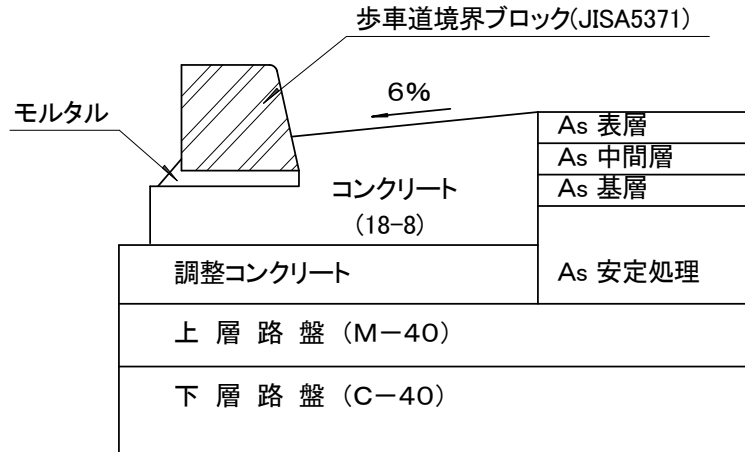 歩車道境界ブロック(JISA5371)
6%
モルタル
As 表層
As 中間層
As 基層
コンクリート
(18-8)
調整コンクリート
As 安定処理
上 層 路 盤 (M-40)
下 層 路 盤 (C-40)